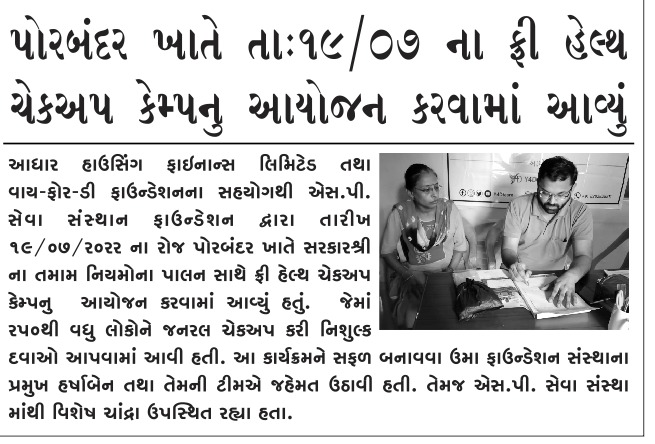 પોરબંદર ખાતે તાઃ૧૯/૦૭ ના ફ્રી હેલ્થ
ચેકઅપ કેમ્પનુ આયોજન કરવામાં આવ્યું
આધાર હાઉસિંગ ફાઇનાન્સ લિમિટેડ તથા
વાય-ફોર-ડી ફાઉન્ડેશનના સહયોગથી એસ.પી.
સેવા સંસ્થાન ફાઉન્ડેશન દ્વારા તારીખ
૧૯/૦૭/૨૦૨૨ ના રોજ પોરબંદર ખાતે સરકારશ્રી
ના તમામ નિયમોના પાલન સાથે ફ્રી હેલ્થ ચેકઅપ
કેમ્પનુ આયોજન કરવામાં આવ્યું હતું. જેમાં
૨૫૦થી વધુ લોકોને જનરલ ચેકઅપ કરી નિશુલ્ક
દવાઓ આપવામાં આવી હતી. આ કાર્યક્રમને સફળ બનાવવા ઉમા ફાઉન્ડેશન સંસ્થાના
પ્રમુખ હર્ષાબેન તથા તેમની ટીમએ જહેમત ઉઠાવી હતી. તેમજ એસ.પી. સેવા સંસ્થા
માંથી વિશેષ ચાંદ્રા ઉપસ્થિત રહ્યા હતા.